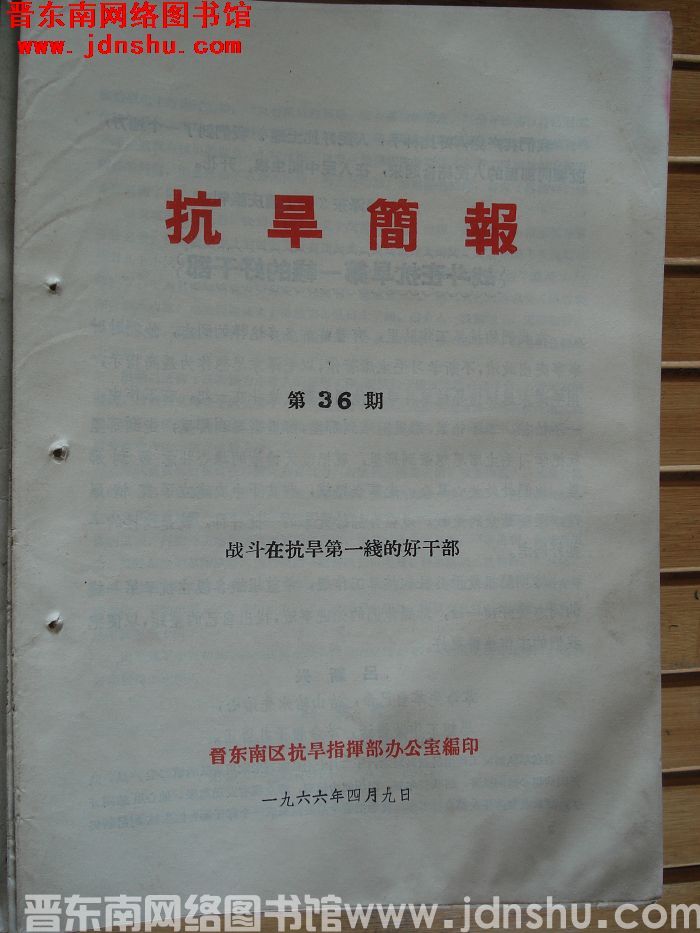 晋东南网络图书馆
www.jdnshu.com
抗旱簡報
第36期
战斗在抗旱第一綫的好干部
晋东南区抗旱指揮部办公室編印
一九六六年四月九日
晋东南网络图书馆www.jdnshu.com